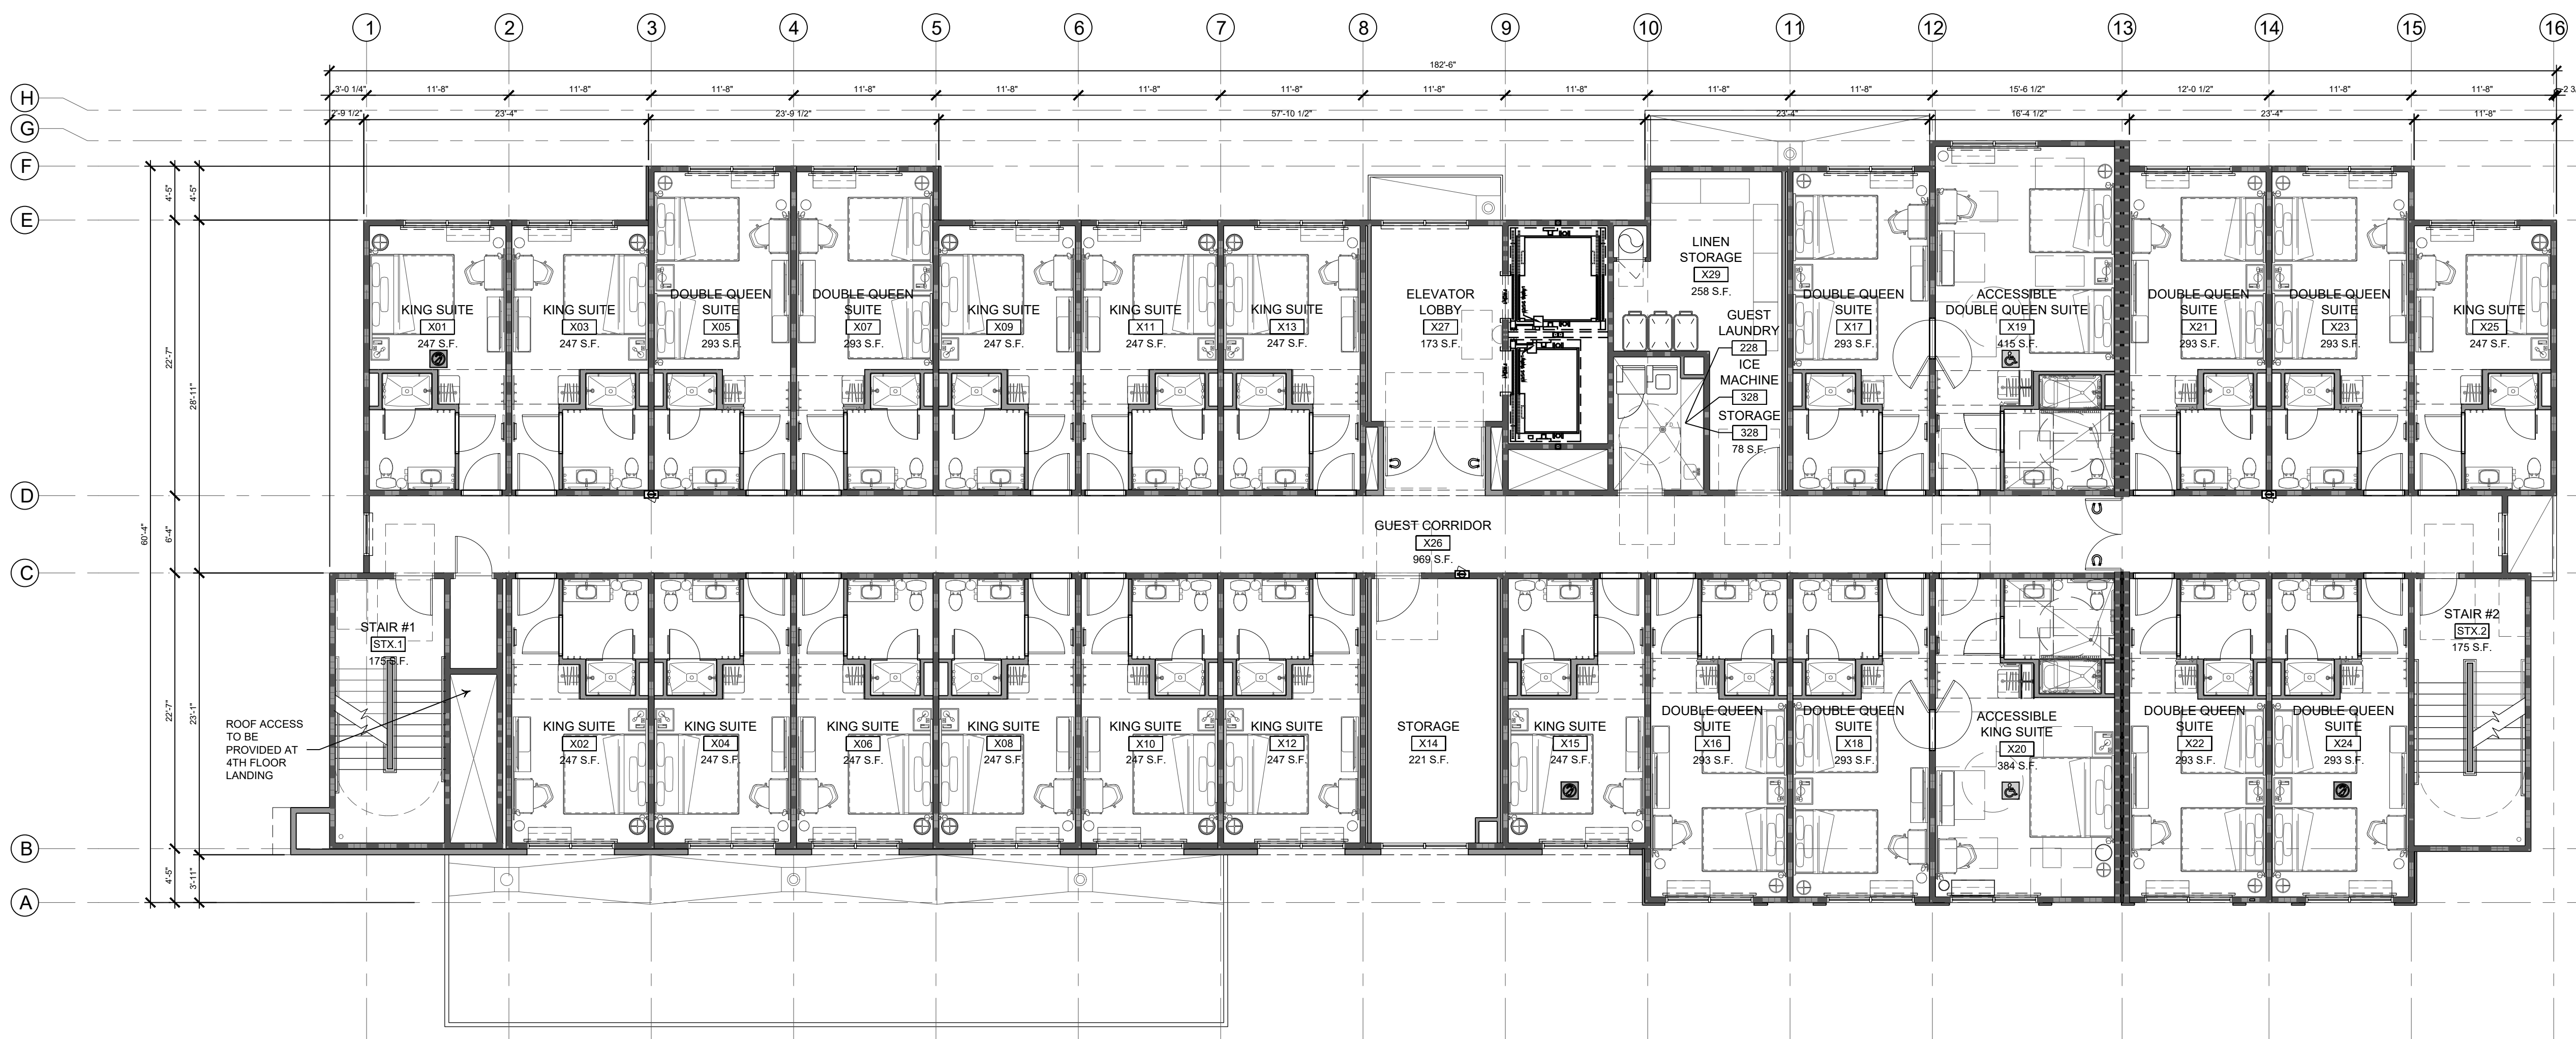 1 2 3 4 5 6 7 8 9 10 11 12 13 14 15 16
182'-6"
H
3'-0 1/4" 11'-8" 11'-8" 11'-8" 11'-8" 11'-8" 11'-8" 11'-8" 11'-8" 11'-8" 11'-8" 11'-8" 15'-6 1/2" 12'-0 1/2" 11'-8" 11'-8"
G
2'-9 1/2" 23'-4" 23'-9 1/2" 57'-10 1/2" 23'-4" 16'-4 1/2" 23'-4" 11'-8"
F
4'-5" 4'-5"
E
22'-7"
28'-11"
D
60'-4"
6'-4"
C
22'-7"
23'-1"
B
4'-5"
3'-11"
A
KING SUITE
X01
247 S.F.
KING SUITE
X03
247 S.F.
DOUBLE QUEEN
SUITE
X05
293 S.F.
DOUBLE QUEEN
SUITE
X07
293 S.F.
KING SUITE
X09
247 S.F.
KING SUITE
X11
247 S.F.
KING SUITE
X13
247 S.F.
ELEVATOR
LOBBY
X27
173 S.F.
LINEN
STORAGE
X29
258 S.F.
GUEST
LAUNDRY
228
ICE
MACHINE
328
STORAGE
328
78 S.F.
DOUBLE QUEEN
SUITE
X17
293 S.F.
ACCESSIBLE
DOUBLE QUEEN SUITE
X19
415 S.F.
DOUBLE QUEEN
SUITE
X21
293 S.F.
DOUBLE QUEEN
SUITE
X23
293 S.F.
KING SUITE
X25
247 S.F.
GUEST CORRIDOR
X26
969 S.F.
STAIR #1
STX.1
175 S.F.
ROOF ACCESS
TO BE
PROVIDED AT
4TH FLOOR
LANDING
KING SUITE
X02
247 S.F.
KING SUITE
X04
247 S.F.
KING SUITE
X06
247 S.F.
KING SUITE
X08
247 S.F.
KING SUITE
X10
247 S.F.
KING SUITE
X12
247 S.F.
STORAGE
X14
221 S.F.
KING SUITE
X15
247 S.F.
DOUBLE QUEEN
SUITE
X16
293 S.F.
DOUBLE QUEEN
SUITE
X18
293 S.F.
ACCESSIBLE
KING SUITE
X20
384 S.F.
DOUBLE QUEEN
SUITE
X22
293 S.F.
DOUBLE QUEEN
SUITE
X24
293 S.F.
STAIR #2
STX.2
175 S.F.